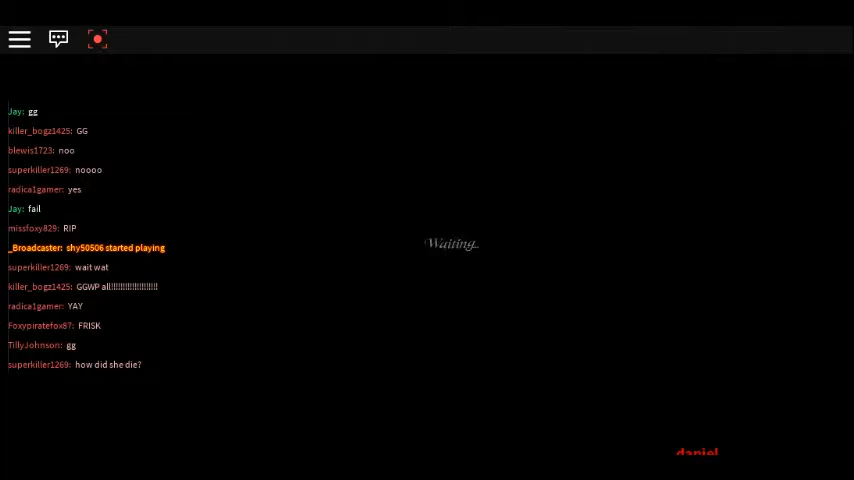 Jay: gg
killer_bogz1425: GG
blewis1723: noo
superkiller1269: noooo
radica1gamer: yes
Jay: fail
missfoxy829: RIP
_Broadcaster: shy50506 started playing
superkiller1269: wait wat
killer_bogz1425: GGWP all!!!!!!!!!!!!!!!!!!!!
radica1gamer: YAY
Foxypiratefox87: FRISK
TillyJohnson: gg
superkiller1269: how did she die?
Waiting...
daniel